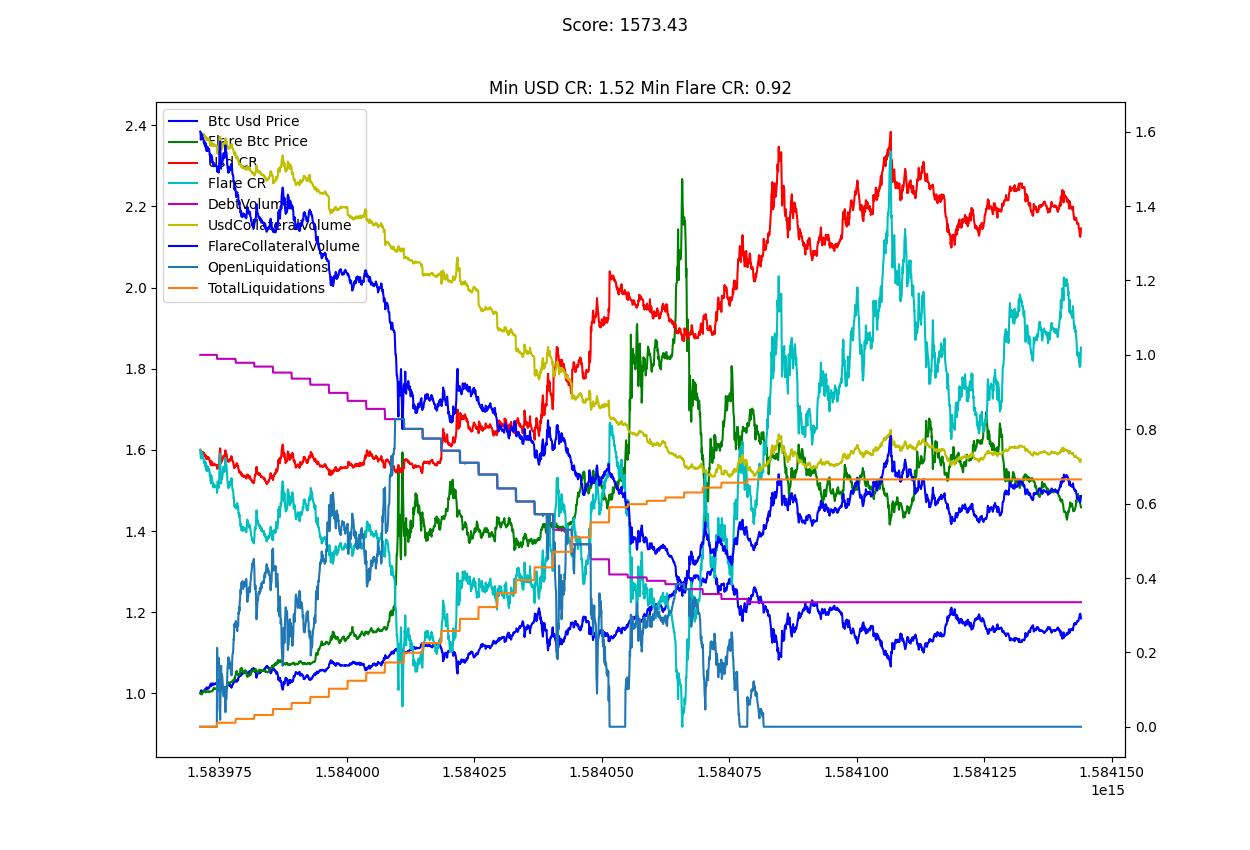 Score: 1573.43
Min USD CR: 1.52 Min Flare CR: 0.92
Btc Usd Price
Flare Btc Price
Usd CR
Flare CR
DebtVolume
UsdCollateralVolume
FlareCollateralVolume
OpenLiquidations
TotalLiquidations
2.4
2.2
2.0
1.8
1.6
1.4
1.2
1.0
1.6
1.4
1.2
1.0
0.8
0.6
0.4
0.2
0.0
1.583975 1.584000 1.584025 1.584050 1.584075 1.584100 1.584125 1.584150
1e15